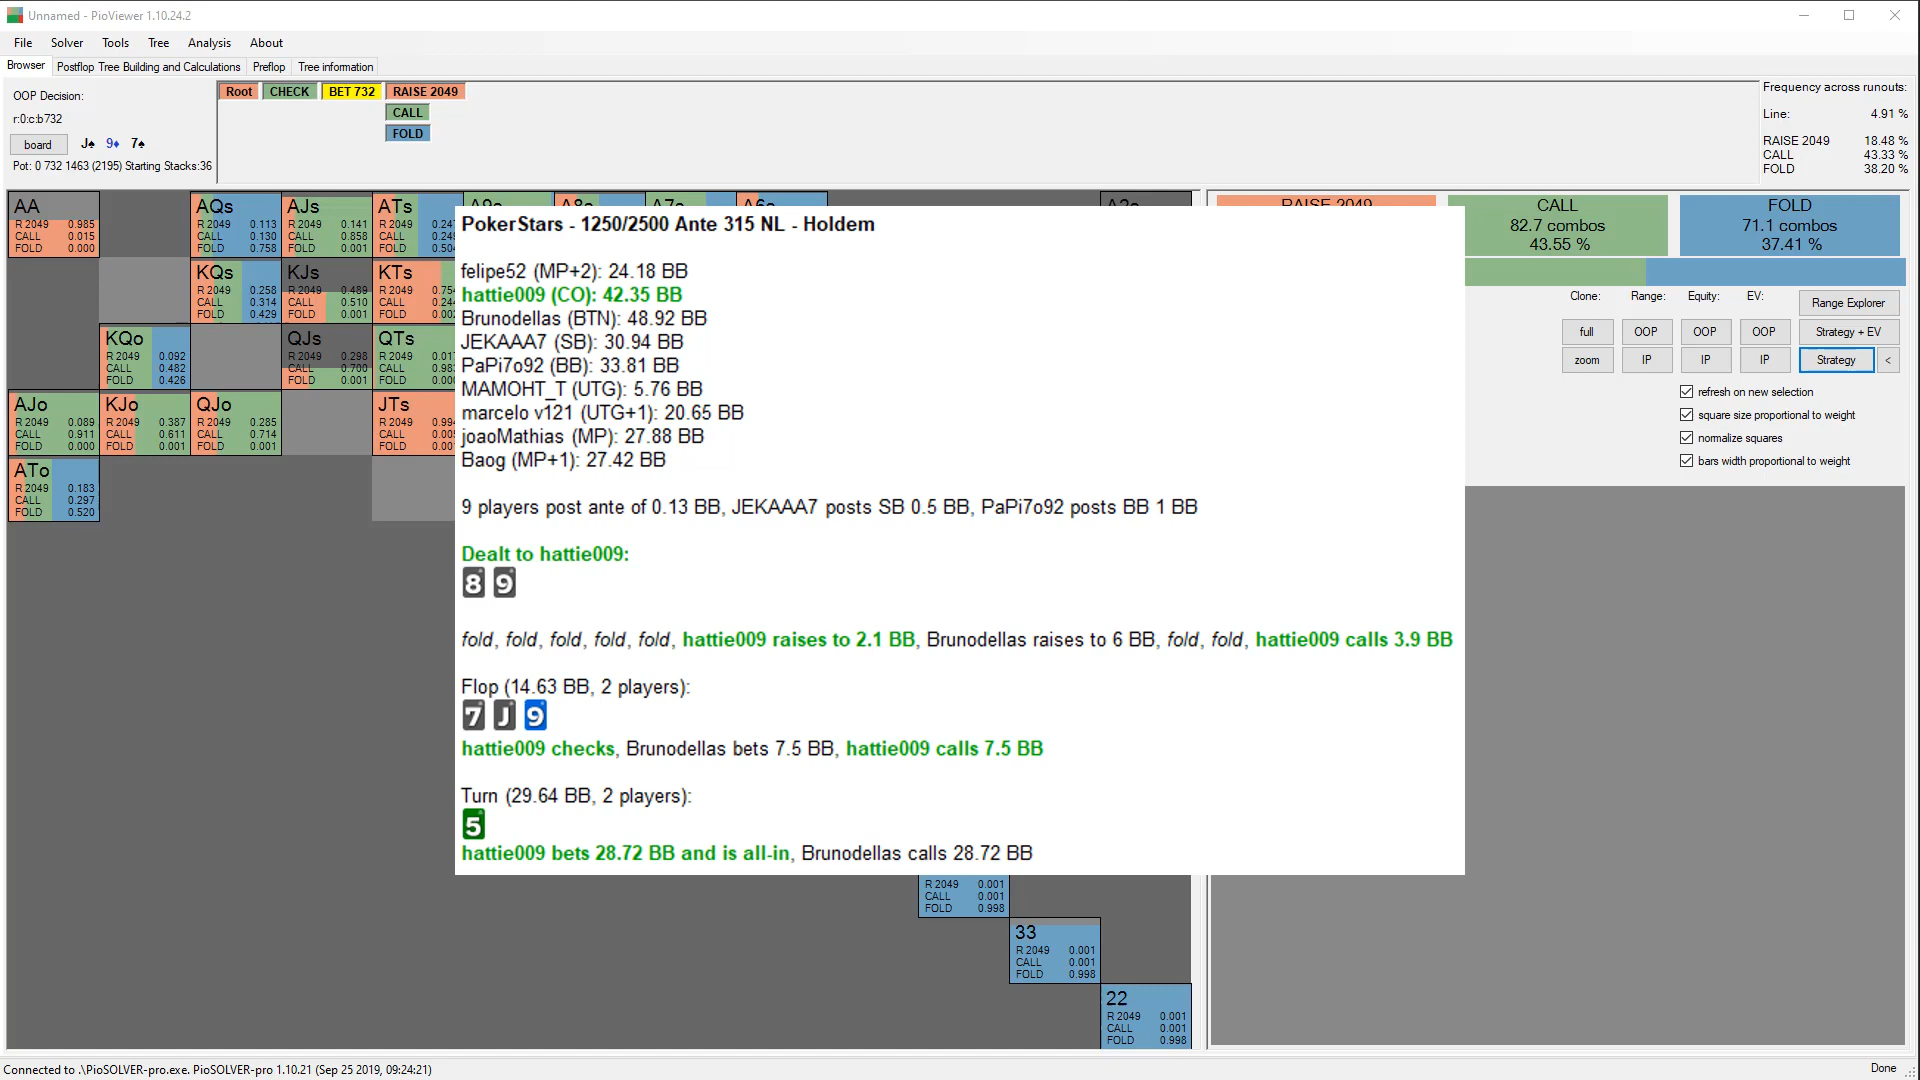 Unnamed - PioViewer 1.10.24.2
File Solver Tools Tree Analysis About
Browser Postflop Tree Building and Calculations Preflop Tree information
OOP Decision:
r:0:c:b732
board J♠ 9♦ 7♠
Pot: 0 732 1463 (2195) Starting Stacks:36
Root CHECK BET 732 RAISE 2049
CALL
FOLD
Frequency across runouts:
Line: 4.91 %
RAISE 2049 18.48 %
CALL 43.33 %
FOLD 38.20 %
AA
R 2049 0.985
CALL 0.015
FOLD 0.000
AQs
R 2049 0.113
CALL 0.130
FOLD 0.758
AJs
R 2049 0.141
CALL 0.858
FOLD 0.001
ATs
R 2049
CALL
FOLD
KQs
R 2049 0.258
CALL 0.314
FOLD 0.429
KJs
R 2049 0.489
CALL 0.510
FOLD 0.001
KTs
R 2049
CALL
FOLD
KQo
R 2049 0.092
CALL 0.482
FOLD 0.426
QJs
R 2049 0.298
CALL 0.700
FOLD 0.001
QTs
R 2049
CALL
FOLD
AJo
R 2049 0.089
CALL 0.911
FOLD 0.000
KJo
R 2049 0.387
CALL 0.611
FOLD 0.001
QJo
R 2049 0.285
CALL 0.714
FOLD 0.001
JTs
R 2049
CALL
FOLD
ATo
R 2049 0.183
CALL 0.297
FOLD 0.520
PokerStars - 1250/2500 Ante 315 NL - Holdem
felipe52 (MP+2): 24.18 BB
hattie009 (CO): 42.35 BB
Brunodellas (BTN): 48.92 BB
JEKAAA7 (SB): 30.94 BB
PaPi7o92 (BB): 33.81 BB
MAMOHT_T (UTG): 5.76 BB
marcelo v121 (UTG+1): 20.65 BB
joaoMathias (MP): 27.88 BB
Baog (MP+1): 27.42 BB
9 players post ante of 0.13 BB, JEKAAA7 posts SB 0.5 BB, PaPi7o92 posts BB 1 BB
Dealt to hattie009:
8 9
fold, fold, fold, fold, fold, hattie009 raises to 2.1 BB, Brunodellas raises to 6 BB, fold, fold, hattie009 calls 3.9 BB
Flop (14.63 BB, 2 players):
7 J 9
hattie009 checks, Brunodellas bets 7.5 BB, hattie009 calls 7.5 BB
Turn (29.64 BB, 2 players):
5
hattie009 bets 28.72 BB and is all-in, Brunodellas calls 28.72 BB
R 2049 0.001
CALL 0.001
FOLD 0.998
33
R 2049 0.001
CALL 0.001
FOLD 0.998
22
R 2049 0.001
CALL 0.001
FOLD 0.998
RAISE 2049
CALL
82.7 combos
43.55 %
FOLD
71.1 combos
37.41 %
Clone: Range: Equity: EV: Range Explorer
full OOP OOP OOP Strategy + EV
zoom IP IP IP Strategy <
refresh on new selection
square size proportional to weight
nomalize squares
bars width proportional to weight
Connected to .\PioSOLVER-pro.exe. PioSOLVER-pro 1.10.21 (Sep 25 2019, 09:24:21)
Done